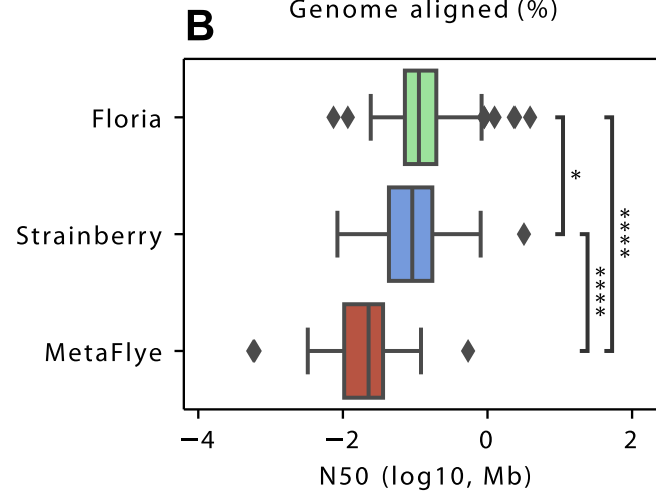 Genome aligned (%)
B
Floria
Strainberry
MetaFlye
*
****
****
−4 −2 0 2
N50 (log10, Mb)